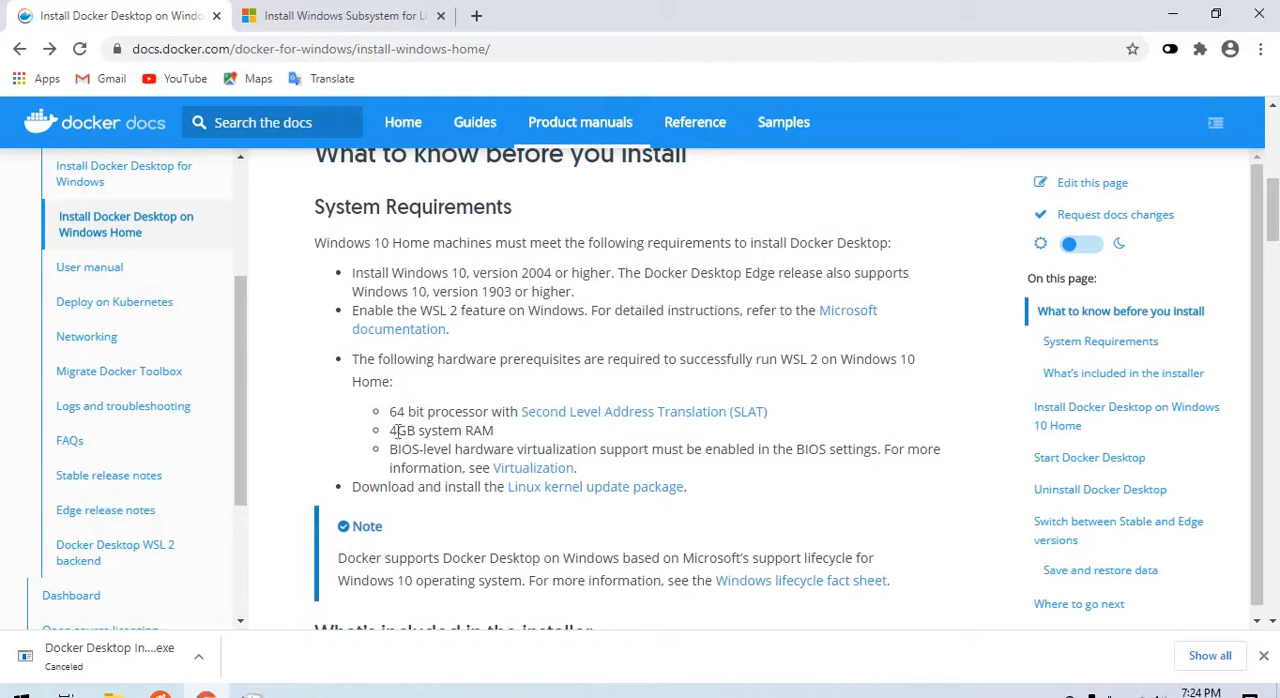 Install Docker Desktop on Windo
Install Windows Subsystem for L
docs.docker.com/docker-for-windows/install-windows-home/
Apps Gmail YouTube Maps Translate
docker docs Search the docs Home Guides Product manuals Reference Samples
Install Docker Desktop for
Windows
Install Docker Desktop on
Windows Home
User manual
Deploy on Kubernetes
Networking
Migrate Docker Toolbox
Logs and troubleshooting
FAQs
Stable release notes
Edge release notes
Docker Desktop WSL 2
backend
Dashboard
Open source licensing
What to know before you install
System Requirements
Windows 10 Home machines must meet the following requirements to install Docker Desktop:
Install Windows 10, version 2004 or higher. The Docker Desktop Edge release also supports
Windows 10, version 1903 or higher.
Enable the WSL 2 feature on Windows. For detailed instructions, refer to the Microsoft
documentation.
The following hardware prerequisites are required to successfully run WSL 2 on Windows 10
Home:
64 bit processor with Second Level Address Translation (SLAT)
4GB system RAM
BIOS-level hardware virtualization support must be enabled in the BIOS settings. For more
information, see Virtualization.
Download and install the Linux kernel update package.
Note
Docker supports Docker Desktop on Windows based on Microsoft's support lifecycle for
Windows 10 operating system. For more information, see the Windows lifecycle fact sheet.
What's included in the installer
Edit this page
Request docs changes
On this page:
What to know before you install
System Requirements
What's included in the installer
Install Docker Desktop on Windows
Home
Start Docker Desktop
Uninstall Docker Desktop
Switch between Stable and Edge
versions
Save and restore data
Where to go next
Docker Desktop In....exe
Canceled
Show all
7:24 PM